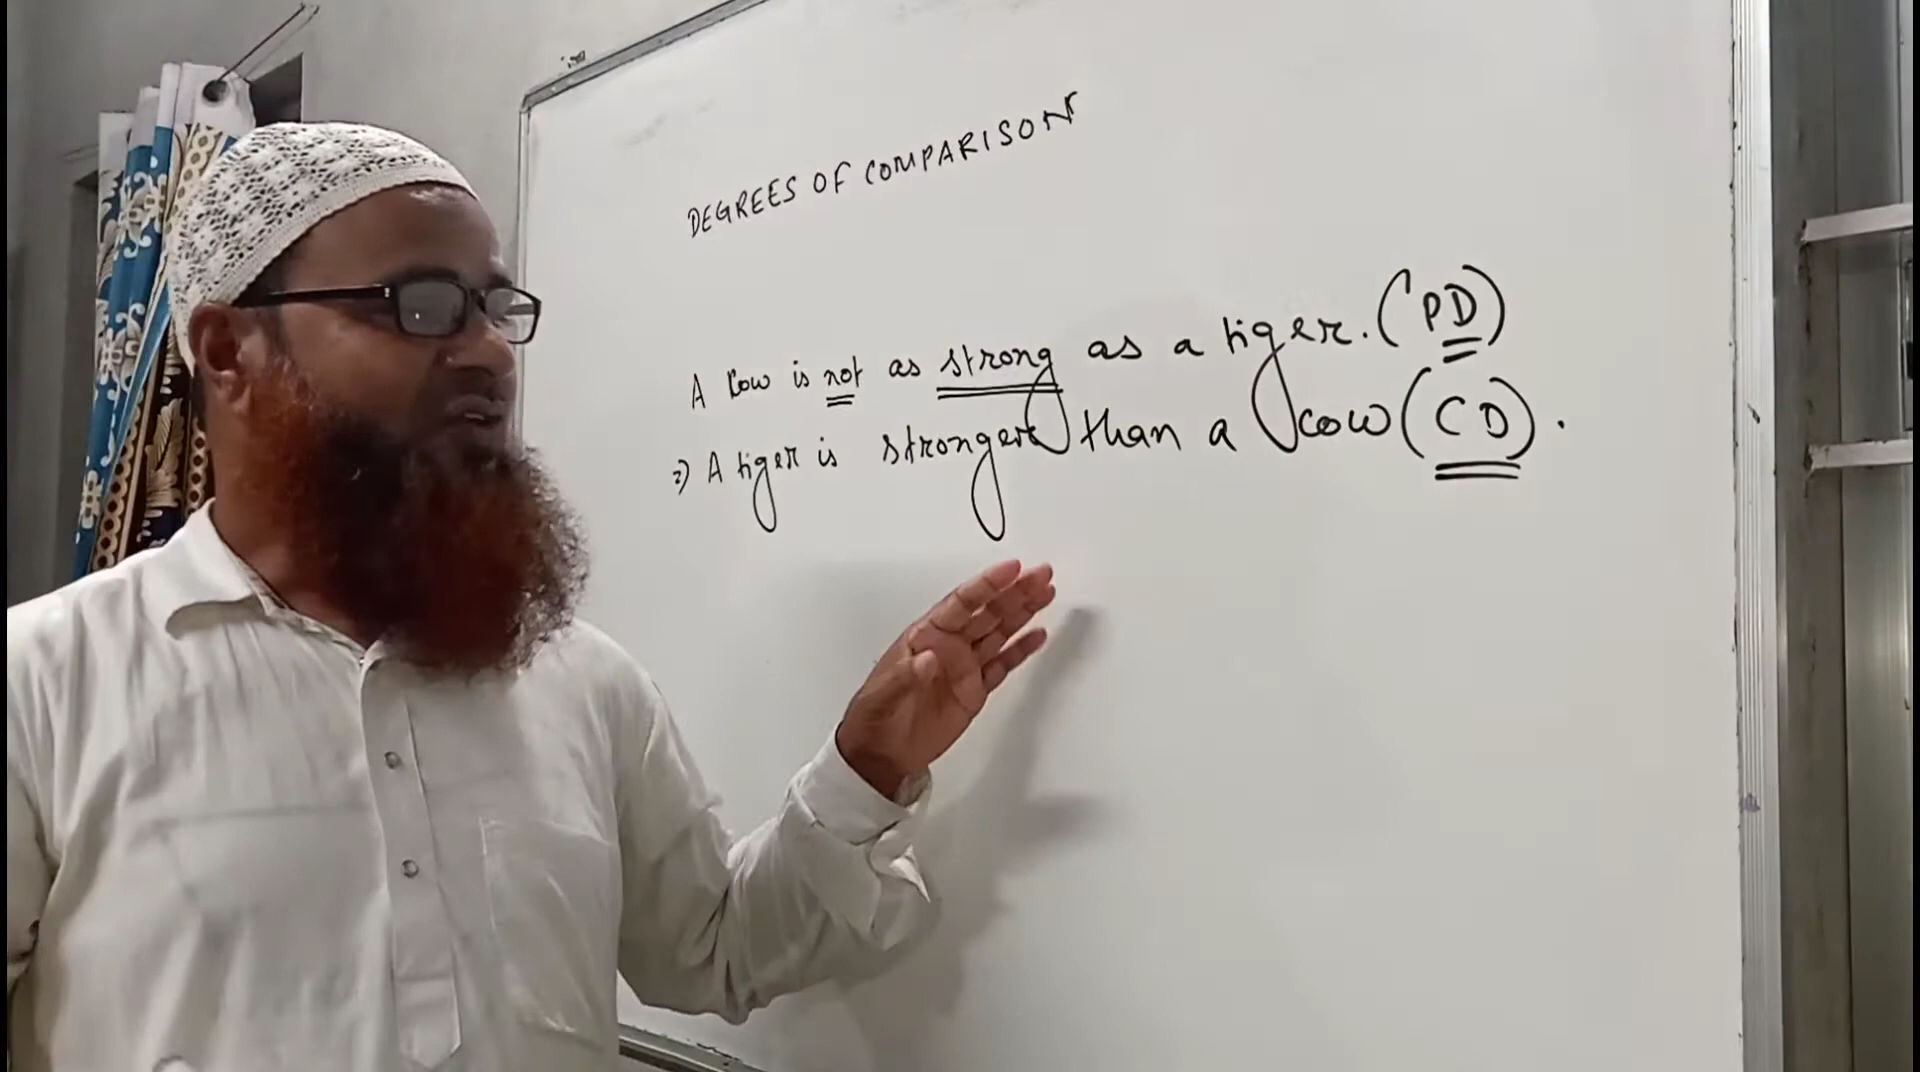 DEGREES OF COMPARISON
A Cow is not as strong as a tiger. (PD)
2) A tiger is stronger than a cow (CD).